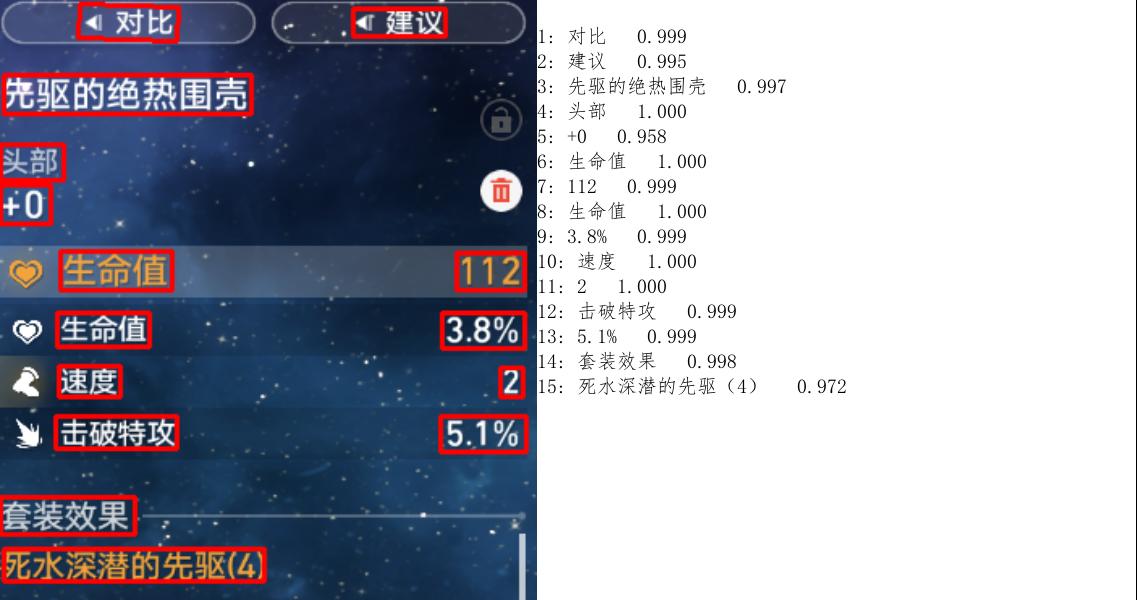 对比 建议
先驱的绝热围壳
头部
+0
生命值 112
生命值 3.8%
速度 2
击破特攻 5.1%
套装效果
死水深潜的先驱(4)
1: 对比 0.999
2: 建议 0.995
3: 先驱的绝热围壳 0.997
4: 头部 1.000
5: +0 0.958
6: 生命值 1.000
7: 112 0.999
8: 生命值 1.000
9: 3.8% 0.999
10: 速度 1.000
11: 2 1.000
12: 击破特攻 0.999
13: 5.1% 0.999
14: 套装效果 0.998
15: 死水深潜的先驱（4） 0.972